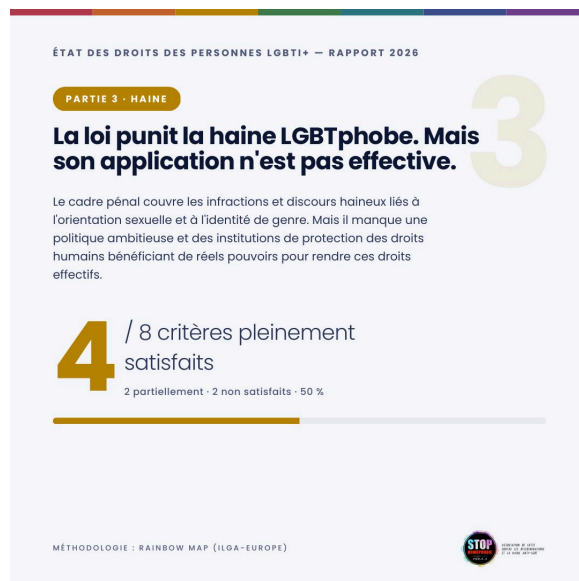 ÉTAT DES DROITS DES PERSONNES LGBTI+ — RAPPORT 2026
PARTIE 3 · HAINE
3
La loi punit la haine LGBTphobe. Mais
son application n'est pas effective.
Le cadre pénal couvre les infractions et discours haineux liés à
l'orientation sexuelle et à l'identité de genre. Mais il manque une
politique ambitieuse et des institutions de protection des droits
humains bénéficiant de réels pouvoirs pour rendre ces droits
effectifs.
4
/ 8 critères pleinement
satisfaits
2 partiellement · 2 non satisfaits · 50 %
MÉTHODOLOGIE : RAINBOW MAP (ILGA-EUROPE)
STOP
HOMOPHOBIE